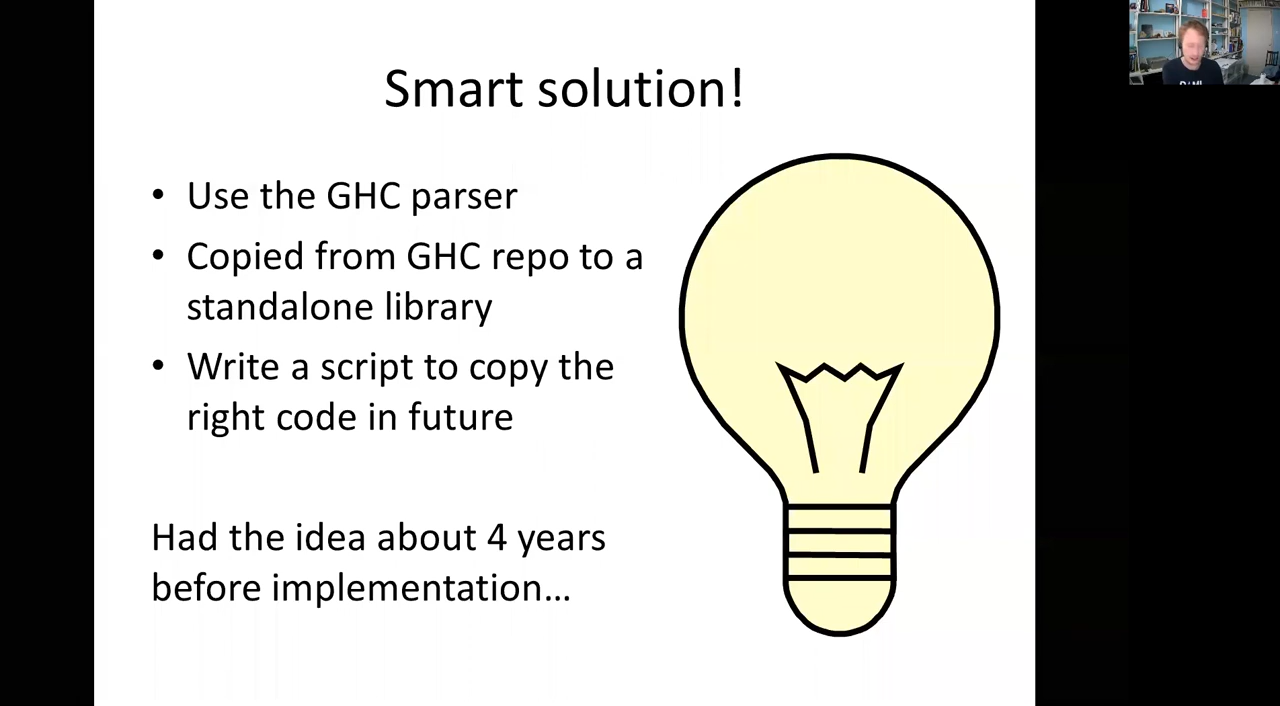 Smart solution!
• Use the GHC parser
• Copied from GHC repo to a
standalone library
• Write a script to copy the
right code in future
Had the idea about 4 years
before implementation…